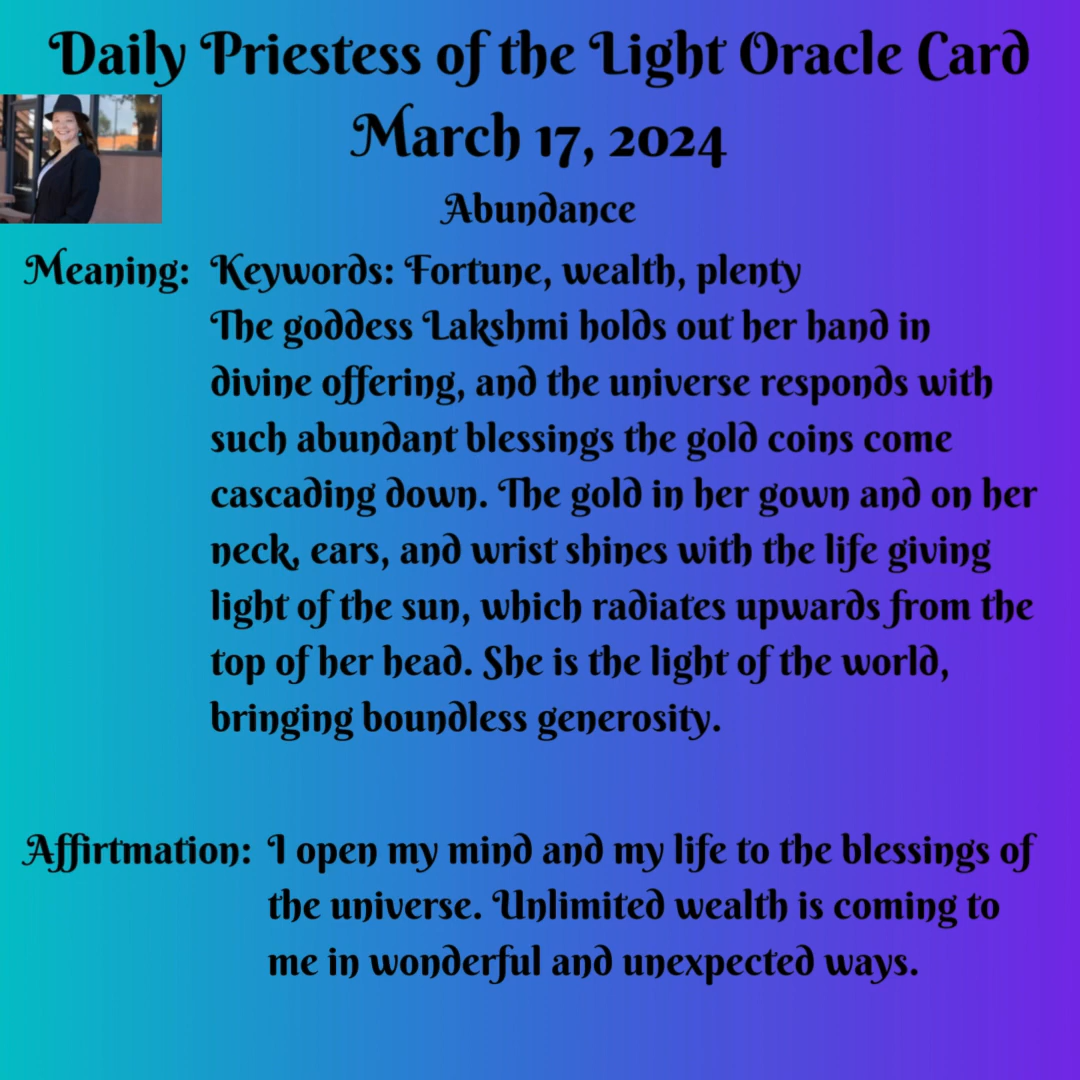 Daily Priestess of the Light Oracle Card
March 17, 2024
Abundance
Meaning: Keywords: Fortune, wealth, plenty
The goddess Lakshmi holds out her hand in
divine offering, and the universe responds with
such abundant blessings the gold coins come
cascading down. The gold in her gown and on her
neck, ears, and wrist shines with the life giving
light of the sun, which radiates upwards from the
top of her head. She is the light of the world,
bringing boundless generosity.
Affirtmation: I open my mind and my life to the blessings of
the universe. Unlimited wealth is coming to
me in wonderful and unexpected ways.